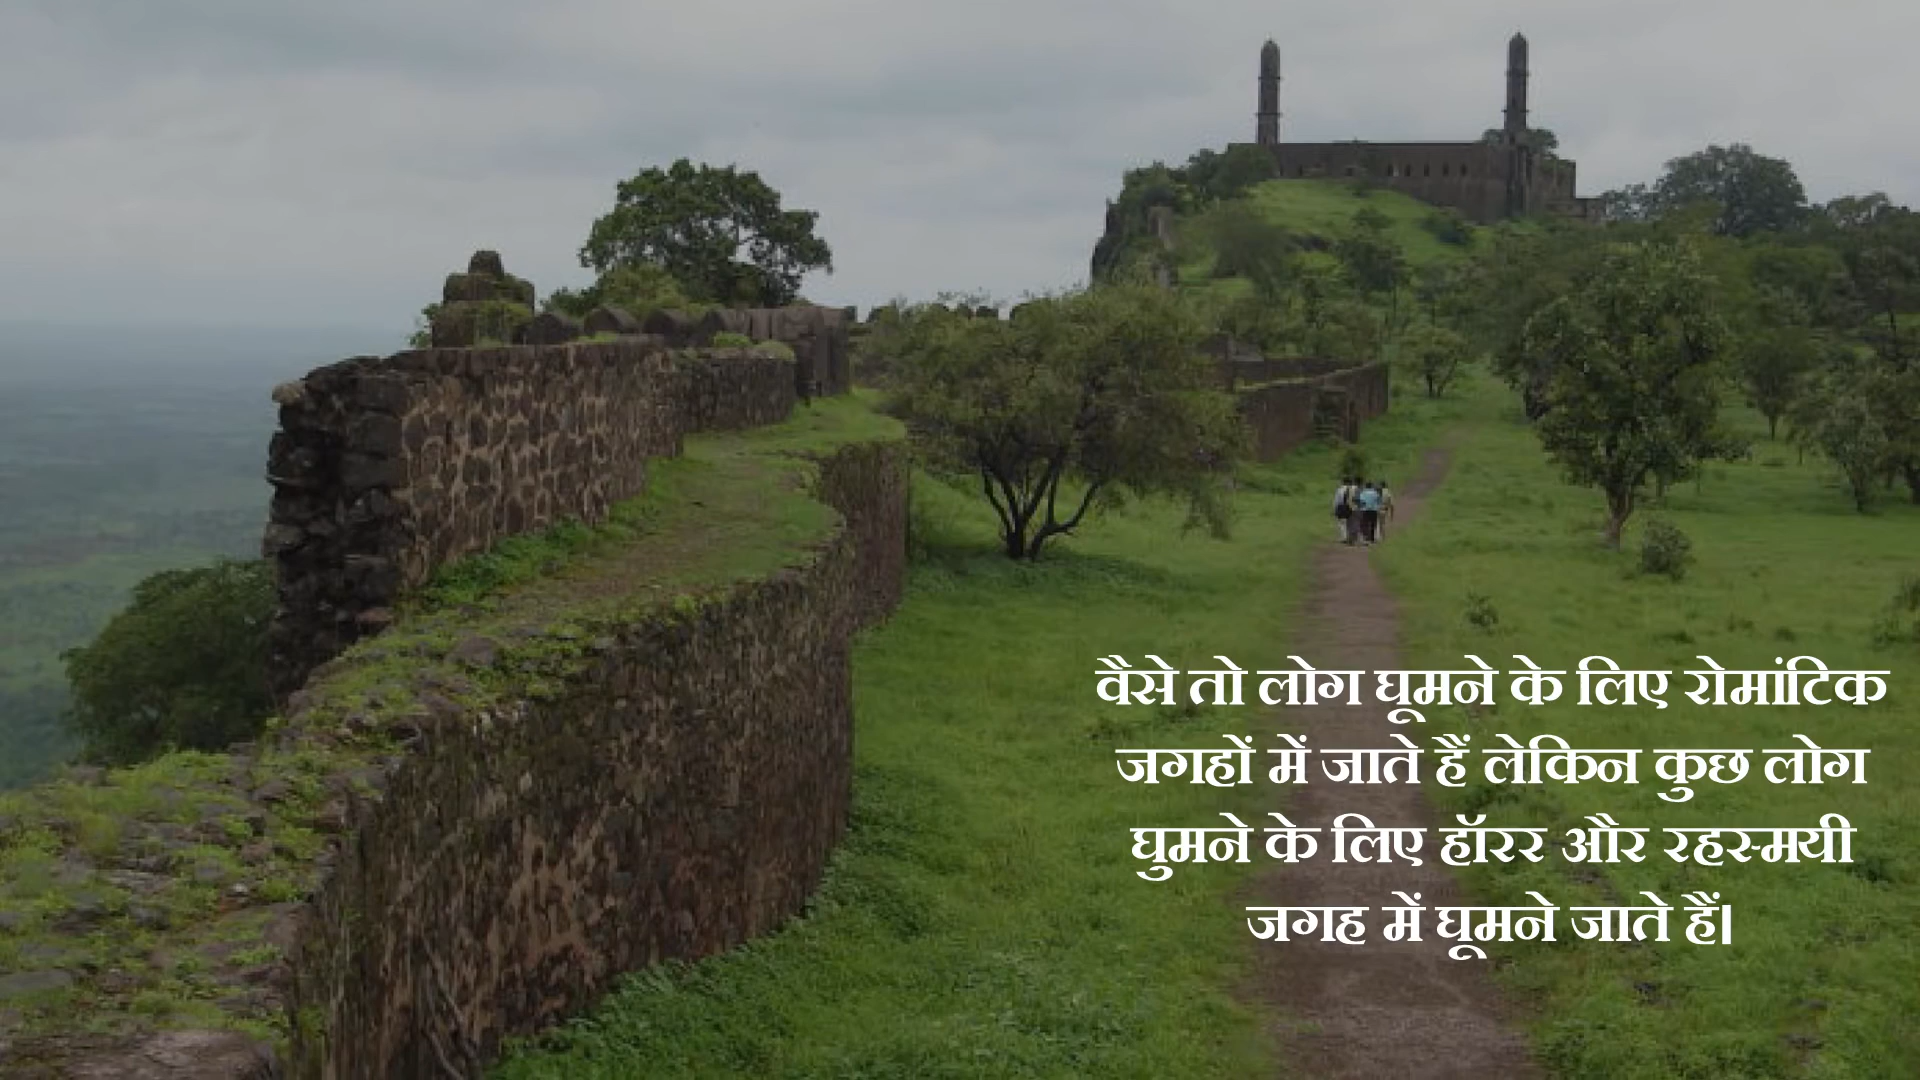 वैसे तो लोग घूमने के लिए रोमांटिक
जगहों में जाते हैं लेकिन कुछ लोग
घुमने के लिए हॉरर और रहस्मयी
जगह में घूमने जाते हैं।